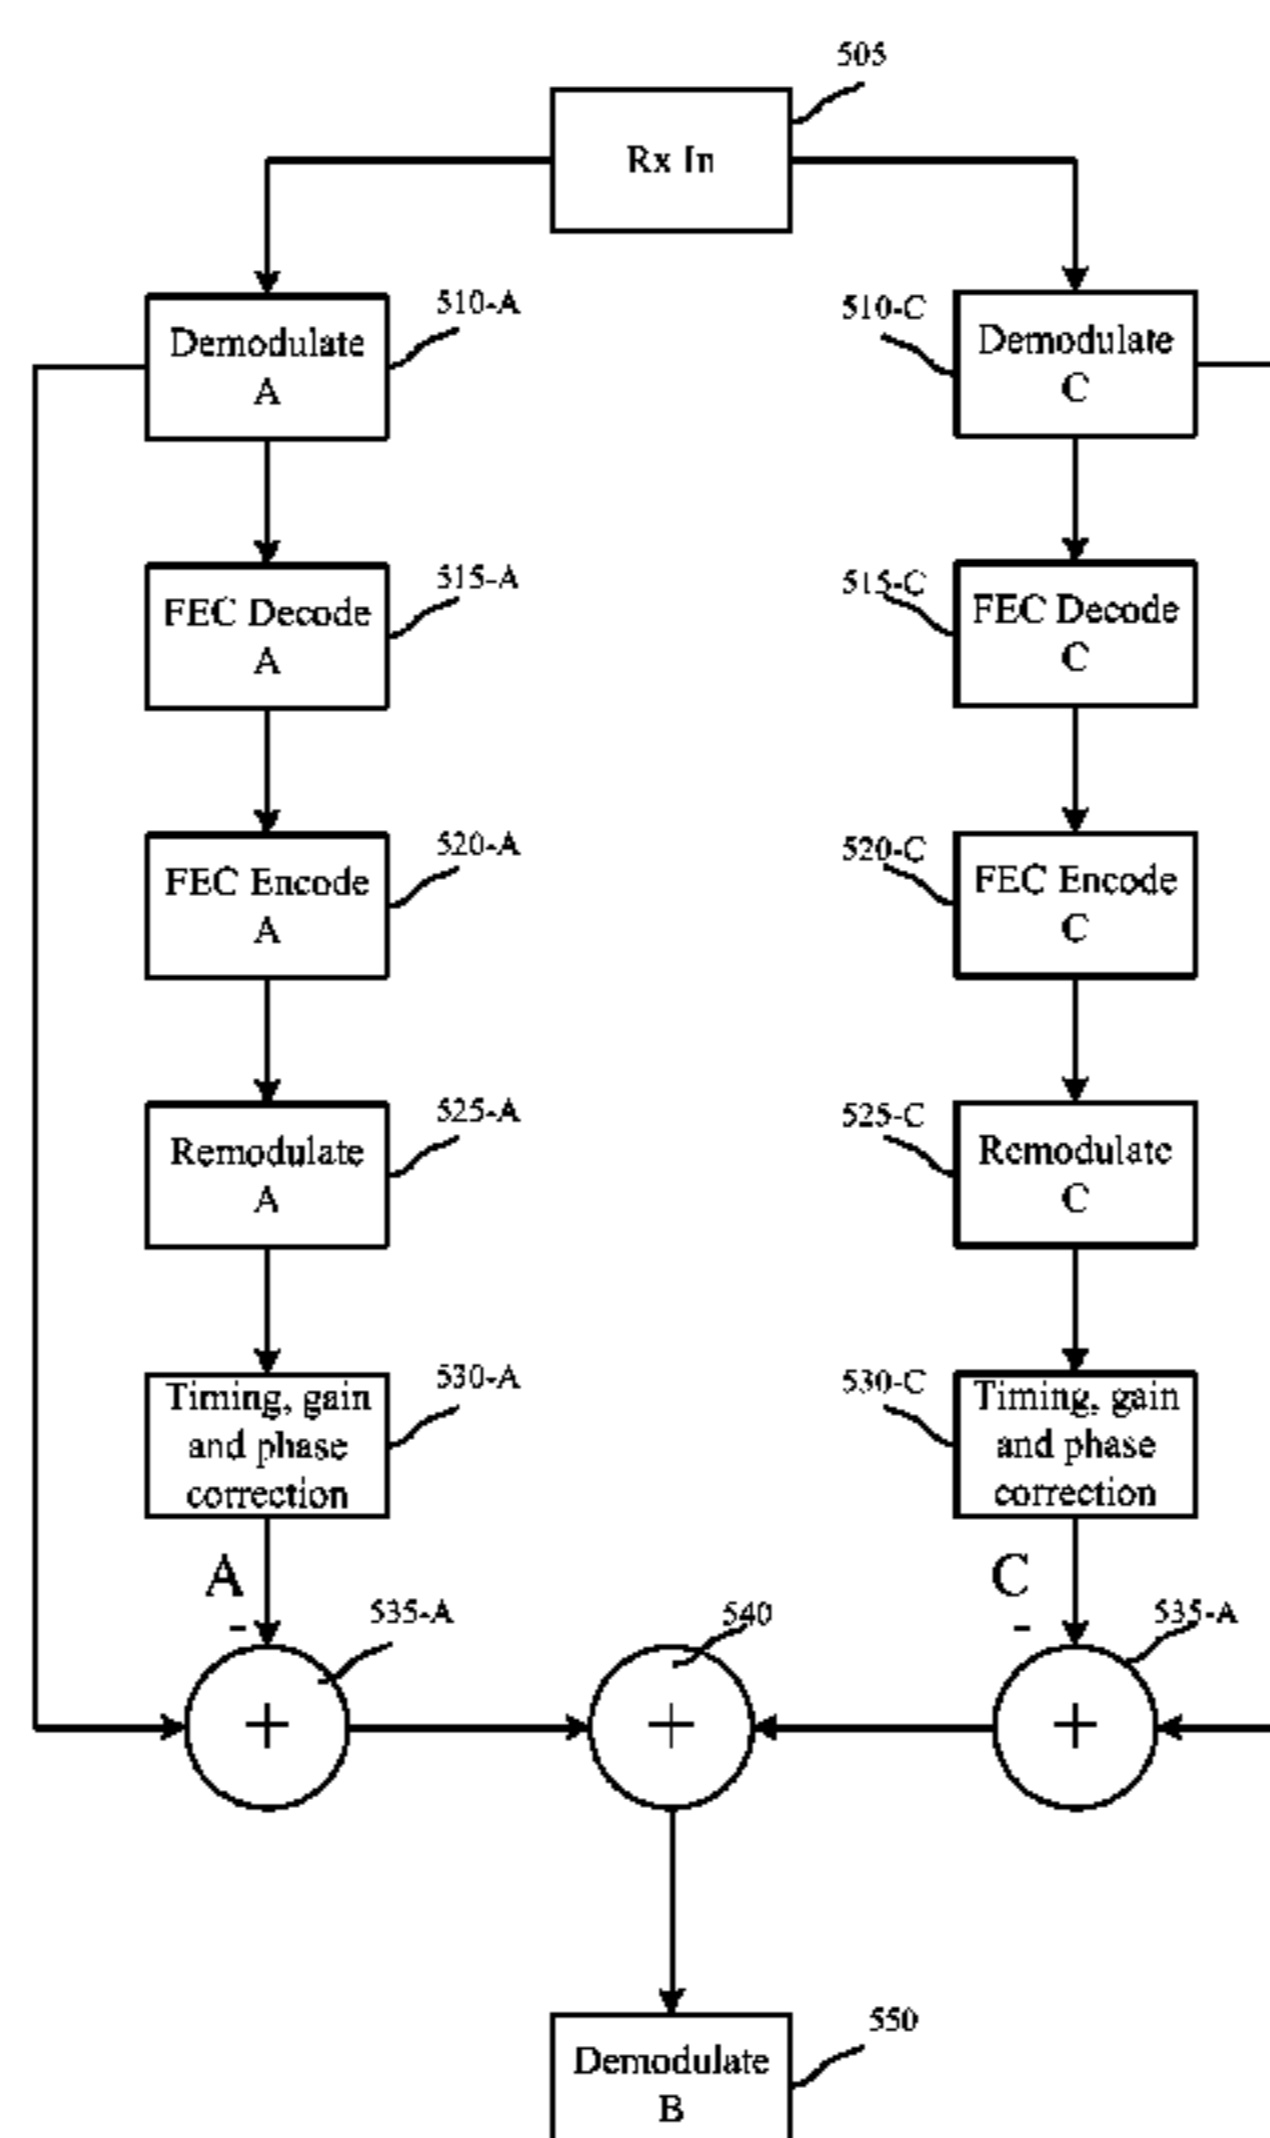 505
Rx In
510-A
Demodulate
A
510-C
Demodulate
C
515-A
FEC Decode
A
515-C
FEC Decode
C
520-A
FEC Encode
A
520-C
FEC Encode
C
525-A
Remodulate
A
525-C
Remodulate
C
530-A
Timing, gain
and phase
correction
530-C
Timing, gain
and phase
correction
A
-
535-A
+
540
+
C
-
535-A
+
550
Demodulate
B